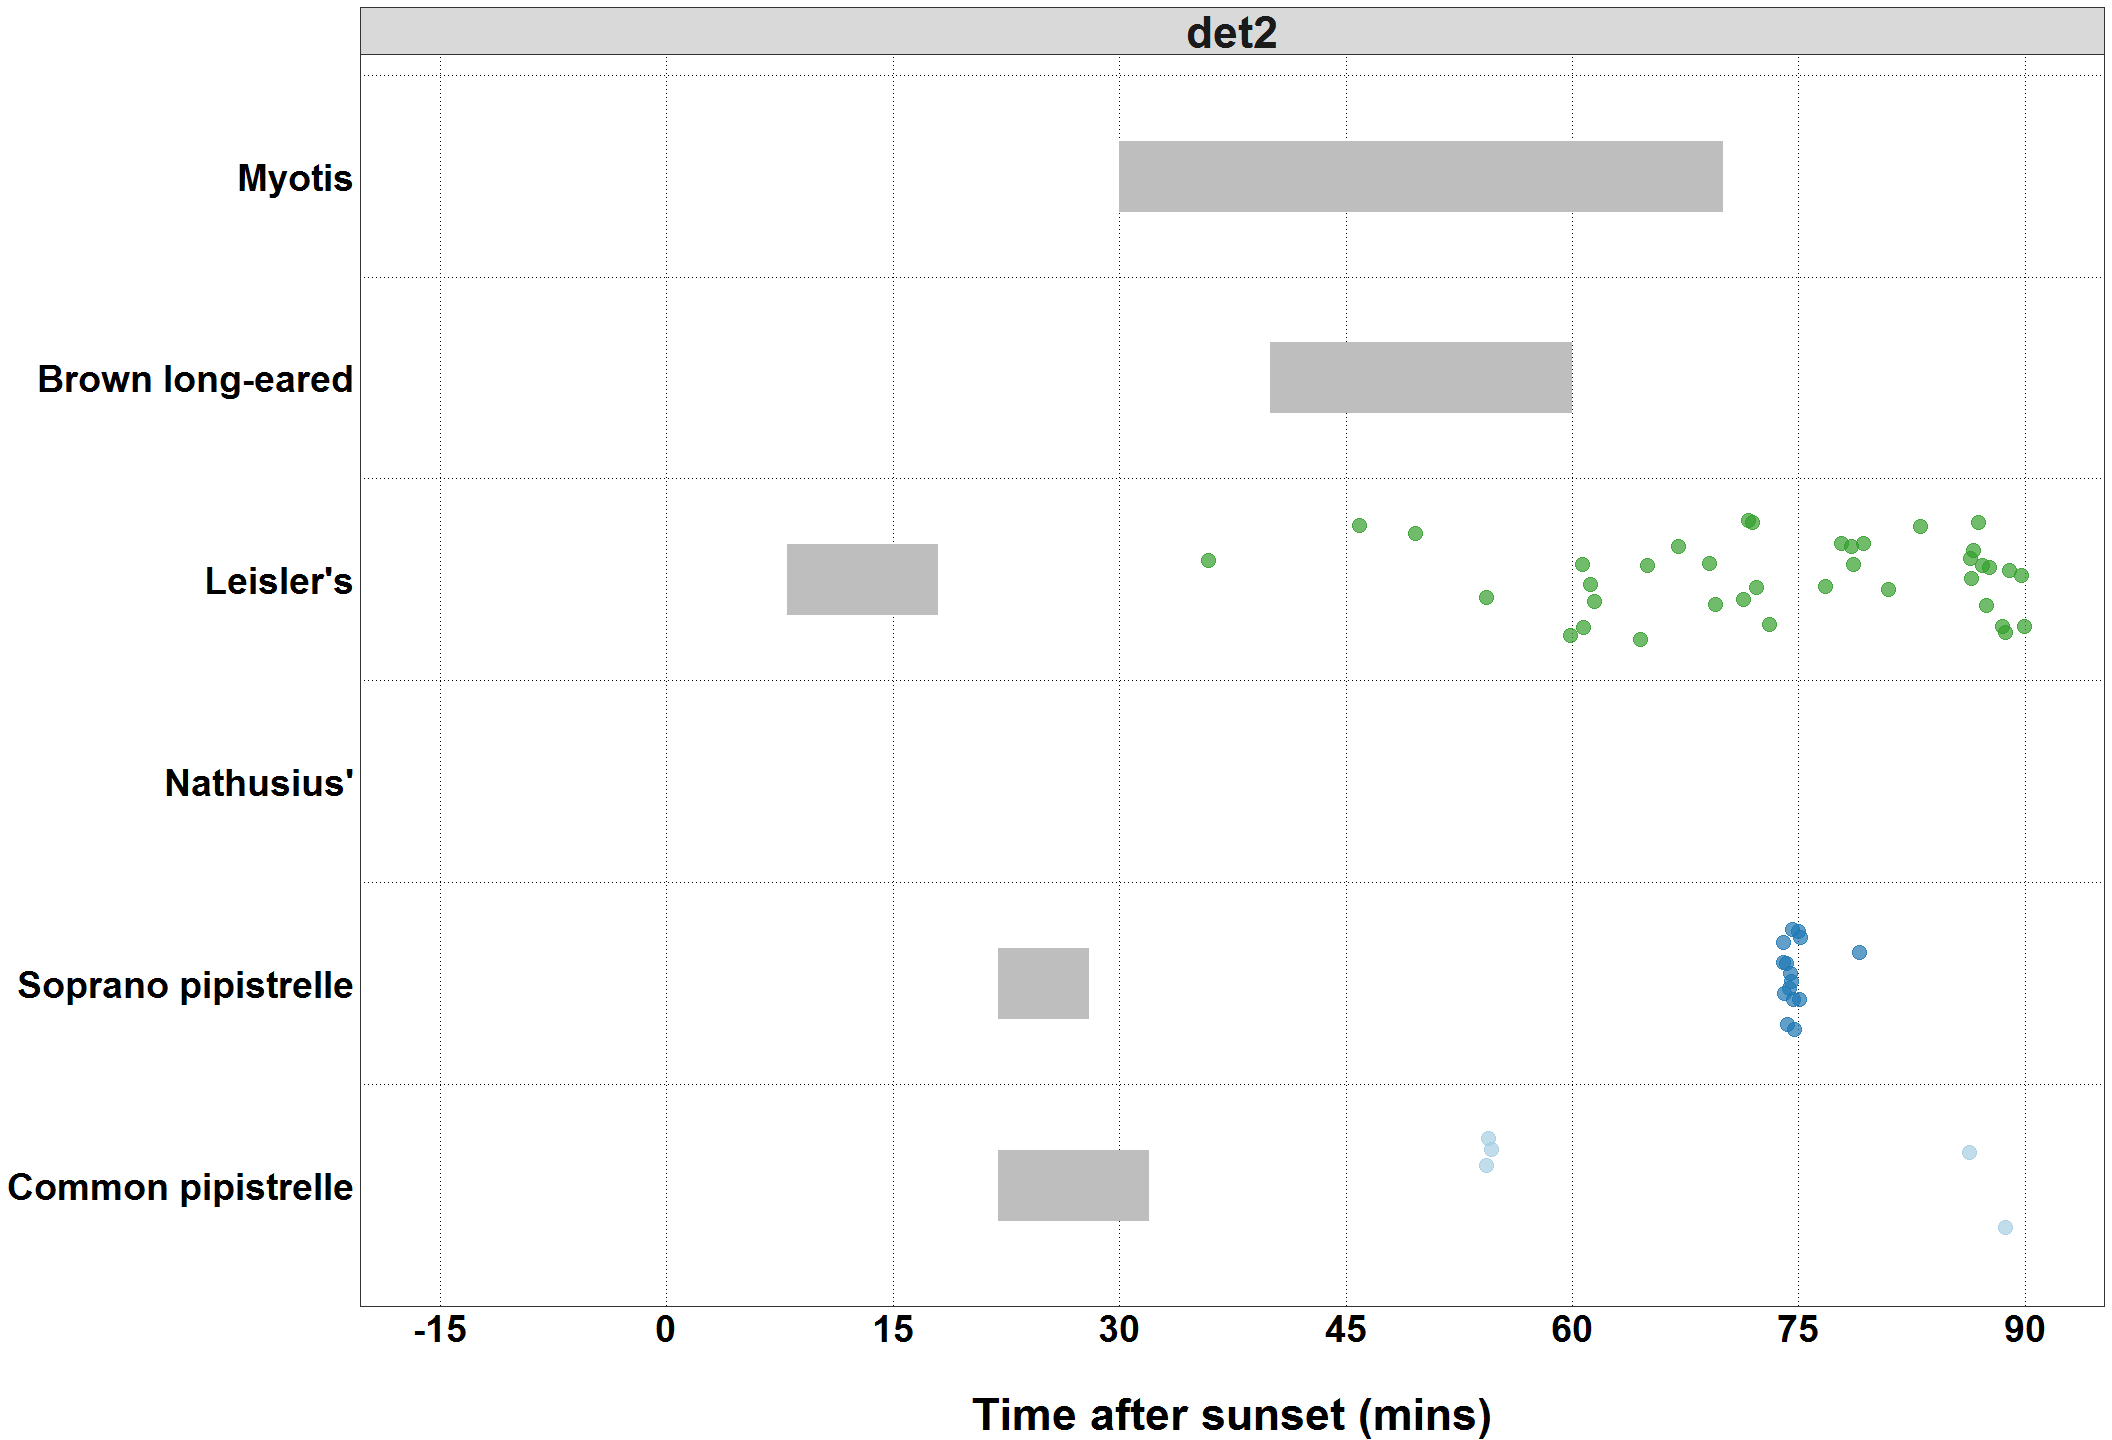 det2
Myotis
Brown long-eared
Leisler's
Nathusius'
Soprano pipistrelle
Common pipistrelle
-15 0 15 30 45 60 75 90
Time after sunset (mins)